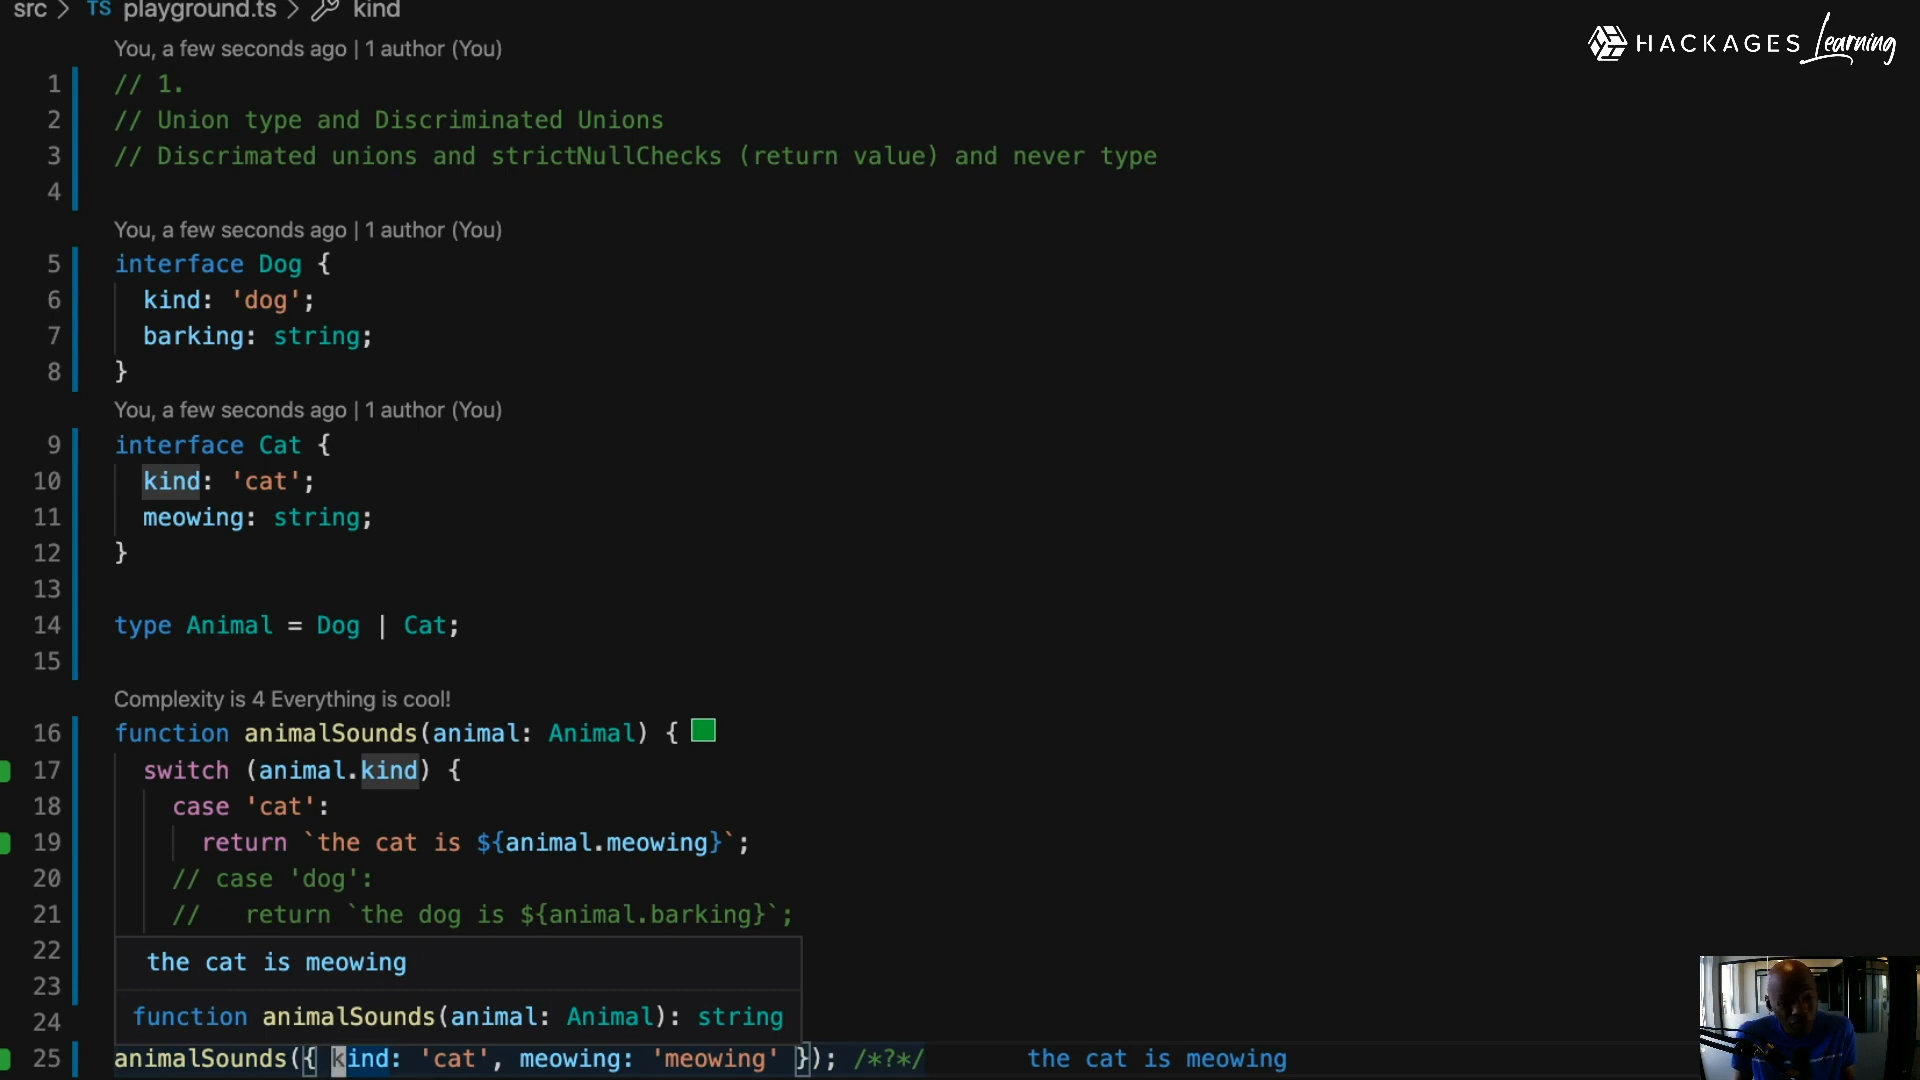 src > TS playground.ts > kind
HACKAGES Learning
You, a few seconds ago | 1 author (You)
1 // 1.
2 // Union type and Discriminated Unions
3 // Discrimated unions and strictNullChecks (return value) and never type
4
You, a few seconds ago | 1 author (You)
5 interface Dog {
6 kind: 'dog';
7 barking: string;
8 }
You, a few seconds ago | 1 author (You)
9 interface Cat {
10 kind: 'cat';
11 meowing: string;
12 }
13
14 type Animal = Dog | Cat;
15
Complexity is 4 Everything is cool!
16 function animalSounds(animal: Animal) {
17 switch (animal.kind) {
18 case 'cat':
19 return `the cat is ${animal.meowing}`;
20 // case 'dog':
21 // return `the dog is ${animal.barking}`;
22
the cat is meowing
23
function animalSounds(animal: Animal): string
24
25 animalSounds({ kind: 'cat', meowing: 'meowing' }); /*?*/ the cat is meowing